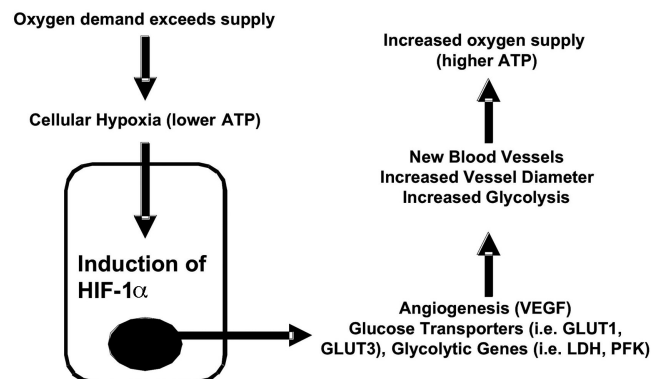 Oxygen demand exceeds supply
Cellular Hypoxia (lower ATP)
Induction of
HIF-1α
Increased oxygen supply
(higher ATP)
New Blood Vessels
Increased Vessel Diameter
Increased Glycolysis
Angiogenesis (VEGF)
Glucose Transporters (i.e. GLUT1,
GLUT3), Glycolytic Genes (i.e. LDH, PFK)